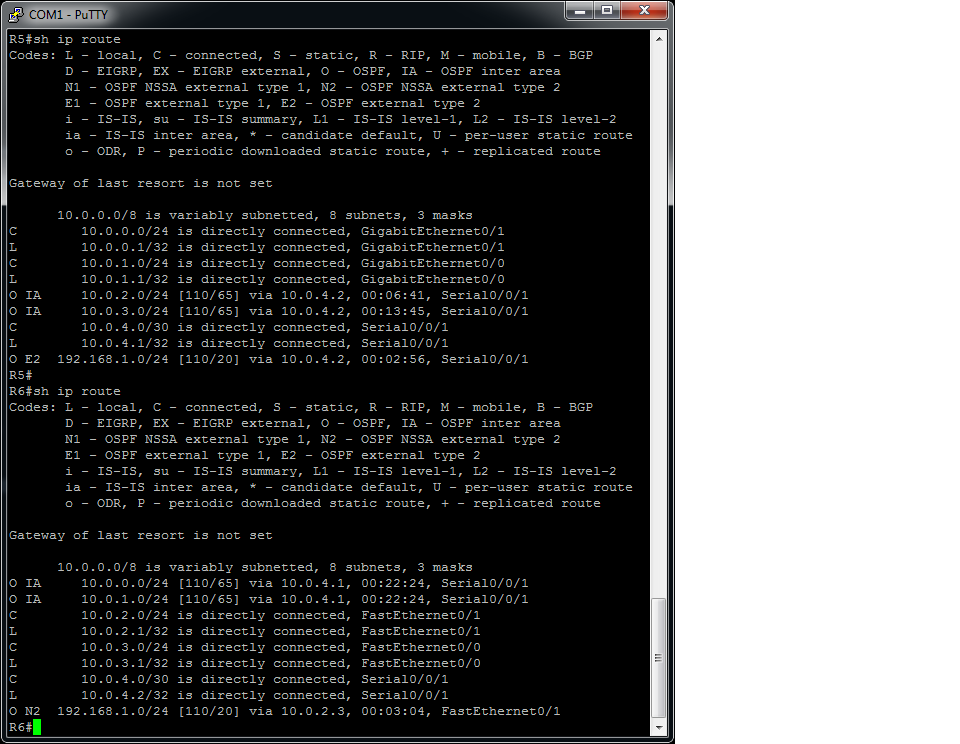 COM1 - PuTTY
R5#sh ip route
Codes: L - local, C - connected, S - static, R - RIP, M - mobile, B - BGP
       D - EIGRP, EX - EIGRP external, O - OSPF, IA - OSPF inter area
       N1 - OSPF NSSA external type 1, N2 - OSPF NSSA external type 2
       E1 - OSPF external type 1, E2 - OSPF external type 2
       i - IS-IS, su - IS-IS summary, L1 - IS-IS level-1, L2 - IS-IS level-2
       ia - IS-IS inter area, * - candidate default, U - per-user static route
       o - ODR, P - periodic downloaded static route, + - replicated route
Gateway of last resort is not set
      10.0.0.0/8 is variably subnetted, 8 subnets, 3 masks
C        10.0.0.0/24 is directly connected, GigabitEthernet0/1
L        10.0.0.1/32 is directly connected, GigabitEthernet0/1
C        10.0.1.0/24 is directly connected, GigabitEthernet0/0
L        10.0.1.1/32 is directly connected, GigabitEthernet0/0
O IA     10.0.2.0/24 [110/65] via 10.0.4.2, 00:06:41, Serial0/0/1
O IA     10.0.3.0/24 [110/65] via 10.0.4.2, 00:13:45, Serial0/0/1
C        10.0.4.0/30 is directly connected, Serial0/0/1
L        10.0.4.1/32 is directly connected, Serial0/0/1
O E2  192.168.1.0/24 [110/20] via 10.0.4.2, 00:02:56, Serial0/0/1
R5#
R6#sh ip route
Codes: L - local, C - connected, S - static, R - RIP, M - mobile, B - BGP
       D - EIGRP, EX - EIGRP external, O - OSPF, IA - OSPF inter area
       N1 - OSPF NSSA external type 1, N2 - OSPF NSSA external type 2
       E1 - OSPF external type 1, E2 - OSPF external type 2
       i - IS-IS, su - IS-IS summary, L1 - IS-IS level-1, L2 - IS-IS level-2
       ia - IS-IS inter area, * - candidate default, U - per-user static route
       o - ODR, P - periodic downloaded static route, + - replicated route
Gateway of last resort is not set
      10.0.0.0/8 is variably subnetted, 8 subnets, 3 masks
O IA     10.0.0.0/24 [110/65] via 10.0.4.1, 00:22:24, Serial0/0/1
O IA     10.0.1.0/24 [110/65] via 10.0.4.1, 00:22:24, Serial0/0/1
C        10.0.2.0/24 is directly connected, FastEthernet0/1
L        10.0.2.1/32 is directly connected, FastEthernet0/1
C        10.0.3.0/24 is directly connected, FastEthernet0/0
L        10.0.3.1/32 is directly connected, FastEthernet0/0
C        10.0.4.0/30 is directly connected, Serial0/0/1
L        10.0.4.2/32 is directly connected, Serial0/0/1
O N2  192.168.1.0/24 [110/20] via 10.0.2.3, 00:03:04, FastEthernet0/1
R6#